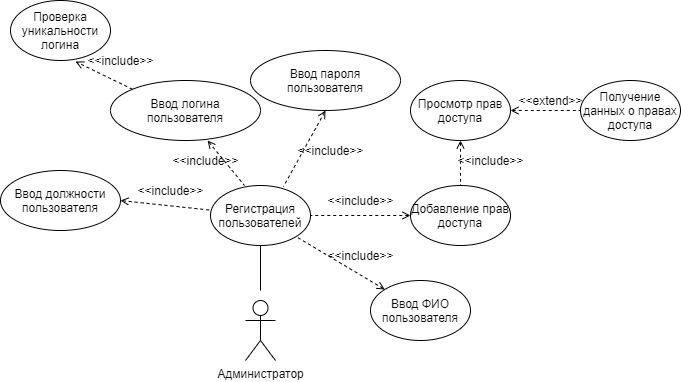 Проверка
уникальности
логина
<<include>>
Ввод логина
пользователя
Ввод пароля
пользователя
Просмотр прав
доступа
<<extend>>
Получение
данных о правах
доступа
<<include>>
<<include>>
<<include>>
Ввод должности
пользователя
<<include>>
Регистрация
пользователей
<<include>>
Добавление прав
доступа
<<include>>
Ввод ФИО
пользователя
Администратор